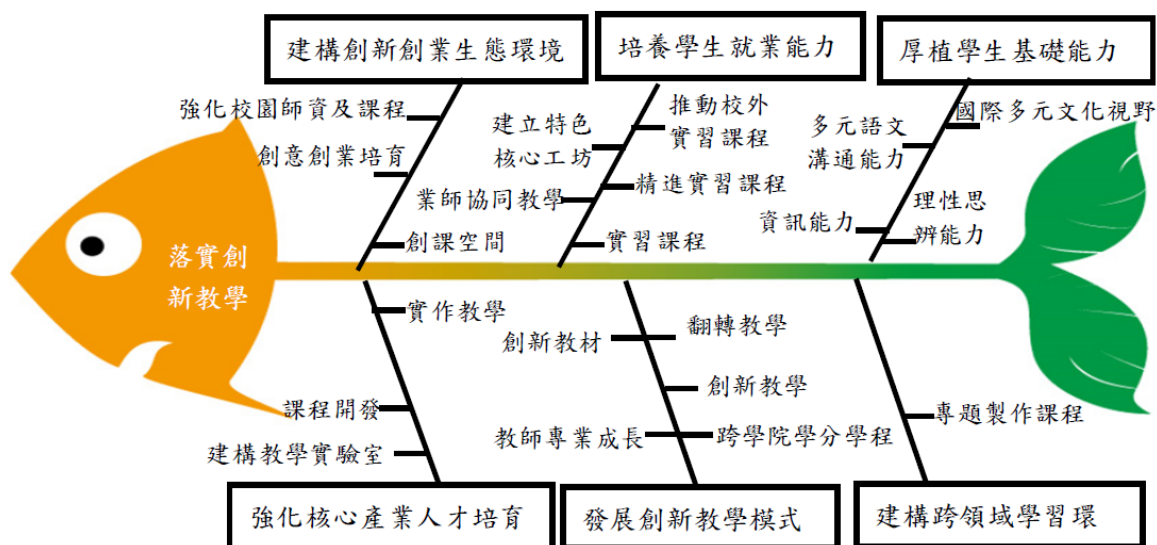 建構創新創業生態環境
強化校園師資及課程
創意創業培育
創課空間
培養學生就業能力
推動校外
實習課程
建立特色
核心工坊
精進實習課程
業師協同教學
實習課程
厚植學生基礎能力
國際多元文化視野
多元語文
溝通能力
資訊能力
理性思
辨能力
落實創
新教學
實作教學
課程開發
建構教學實驗室
強化核心產業人才培育
翻轉教學
創新教材
創新教學
教師專業成長
跨學院學分學程
發展創新教學模式
專題製作課程
建構跨領域學習環